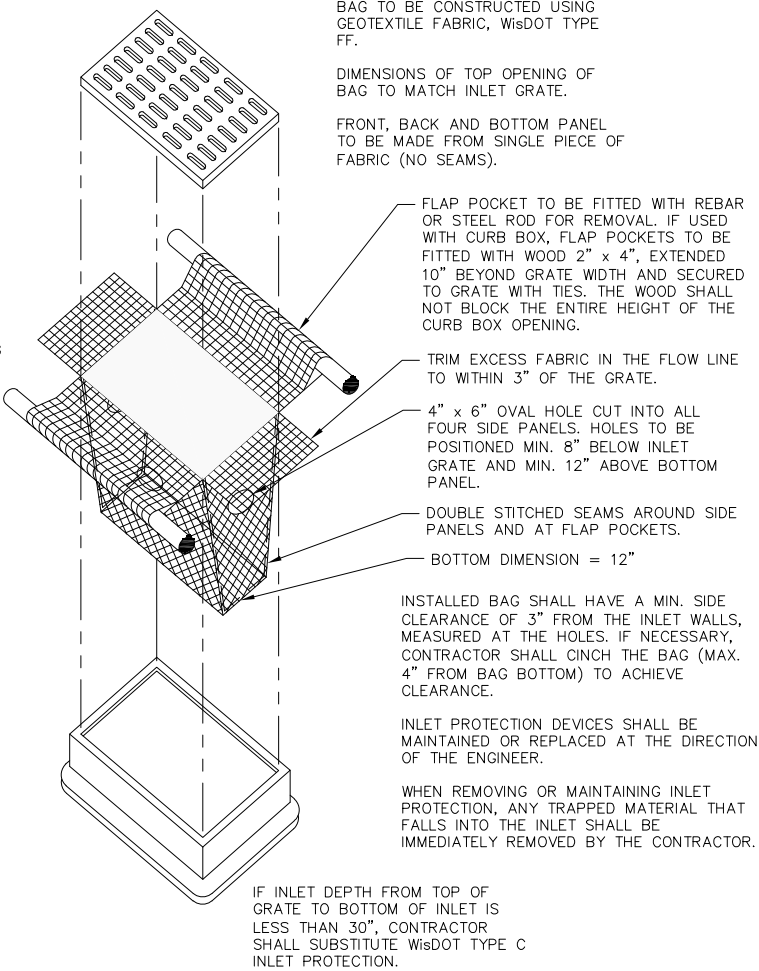 BAG TO BE CONSTRUCTED USING
GEOTEXTILE FABRIC, WisDOT TYPE
FF.
DIMENSIONS OF TOP OPENING OF
BAG TO MATCH INLET GRATE.
FRONT, BACK AND BOTTOM PANEL
TO BE MADE FROM SINGLE PIECE OF
FABRIC (NO SEAMS).
FLAP POCKET TO BE FITTED WITH REBAR
OR STEEL ROD FOR REMOVAL. IF USED
WITH CURB BOX, FLAP POCKETS TO BE
FITTED WITH WOOD 2" x 4", EXTENDED
10" BEYOND GRATE WIDTH AND SECURED
TO GRATE WITH TIES. THE WOOD SHALL
NOT BLOCK THE ENTIRE HEIGHT OF THE
CURB BOX OPENING.
TRIM EXCESS FABRIC IN THE FLOW LINE
TO WITHIN 3" OF THE GRATE.
4" x 6" OVAL HOLE CUT INTO ALL
FOUR SIDE PANELS. HOLES TO BE
POSITIONED MIN. 8" BELOW INLET
GRATE AND MIN. 12" ABOVE BOTTOM
PANEL.
DOUBLE STITCHED SEAMS AROUND SIDE
PANELS AND AT FLAP POCKETS.
BOTTOM DIMENSION = 12"
INSTALLED BAG SHALL HAVE A MIN. SIDE
CLEARANCE OF 3" FROM THE INLET WALLS,
MEASURED AT THE HOLES. IF NECESSARY,
CONTRACTOR SHALL CINCH THE BAG (MAX.
4" FROM BAG BOTTOM) TO ACHIEVE
CLEARANCE.
INLET PROTECTION DEVICES SHALL BE
MAINTAINED OR REPLACED AT THE DIRECTION
OF THE ENGINEER.
WHEN REMOVING OR MAINTAINING INLET
PROTECTION, ANY TRAPPED MATERIAL THAT
FALLS INTO THE INLET SHALL BE
IMMEDIATELY REMOVED BY THE CONTRACTOR.
IF INLET DEPTH FROM TOP OF
GRATE TO BOTTOM OF INLET IS
LESS THAN 30", CONTRACTOR
SHALL SUBSTITUTE WisDOT TYPE C
INLET PROTECTION.